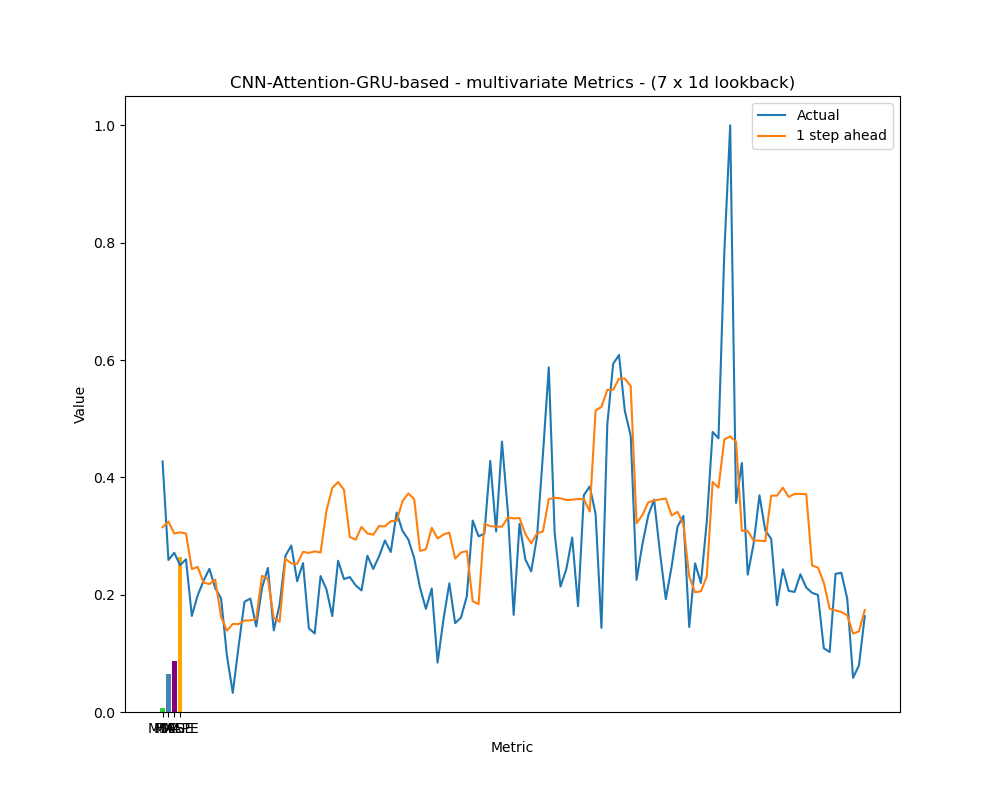 CNN-Attention-GRU-based - multivariate Metrics - (7 x 1d lookback)
Actual
1 step ahead
1.0
0.8
0.6
0.4
0.2
0.0
Value
Metric